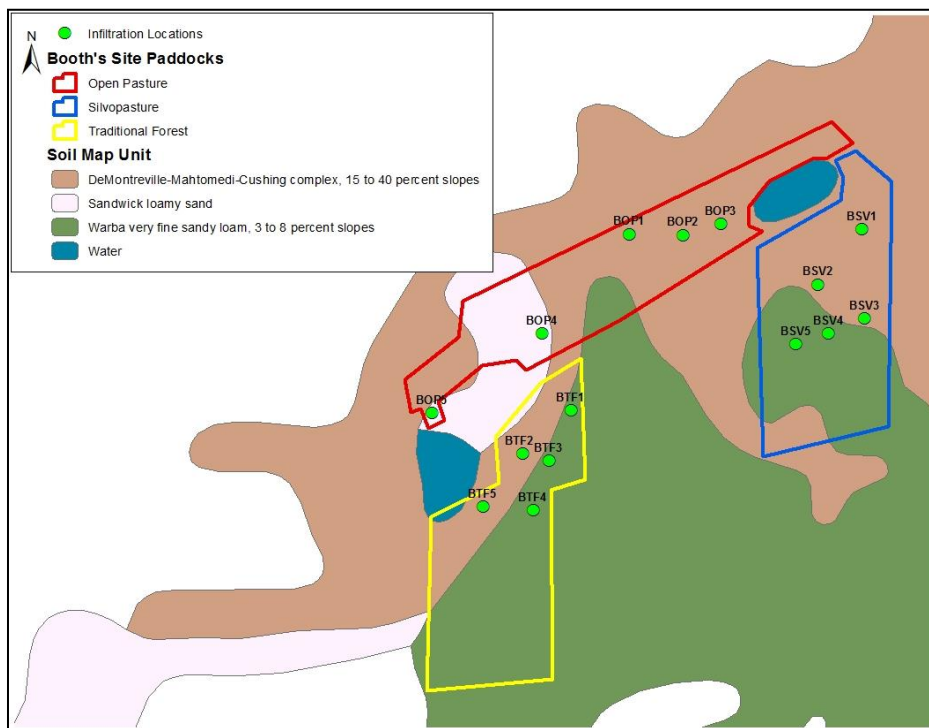 N
Infiltration Locations
Booth's Site Paddocks
Open Pasture
Silvopasture
Traditional Forest
Soil Map Unit
DeMontreville-Mahtomedi-Cushing complex, 15 to 40 percent slopes
Sandwick loamy sand
Warba very fine sandy loam, 3 to 8 percent slopes
Water
BOP1
BOP2
BOP3
BSV1
BSV2
BSV3
BSV4
BSV5
BOP4
BOP5
BTF1
BTF2
BTF3
BTF5
BTF4